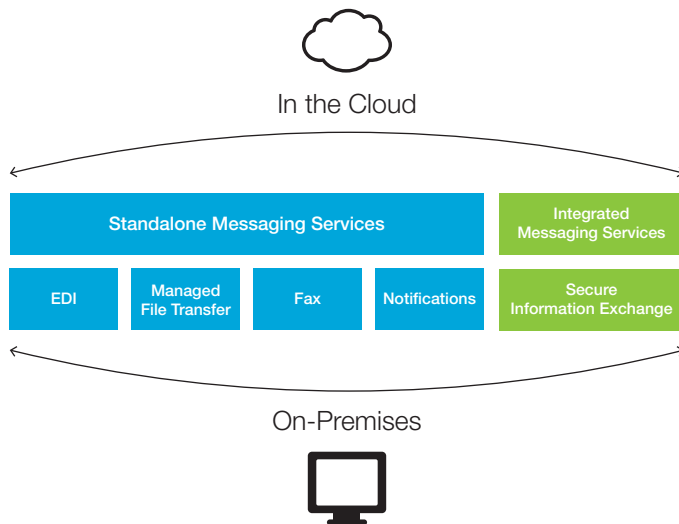 In the Cloud
Standalone Messaging Services
Integrated
Messaging Services
EDI
Managed
File Transfer
Fax
Notifications
Secure
Information Exchange
On-Premises